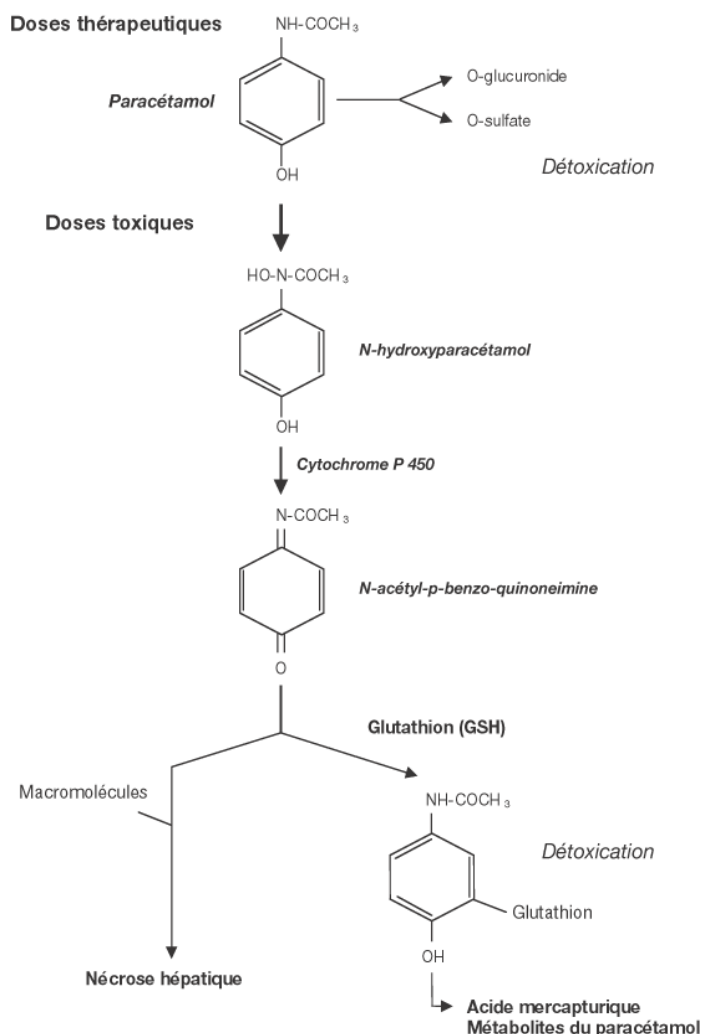 Doses thérapeutiques
NH-COCH3
Paracétamol
O-glucuronide
O-sulfate
OH
Détoxication
Doses toxiques
HO-N-COCH3
N-hydroxyparacétamol
OH
Cytochrome P 450
N-COCH3
N-acétyl-p-benzo-quinoneimine
O
Glutathion (GSH)
Macromolécules
NH-COCH3
Détoxication
Glutathion
OH
Nécrose hépatique
Acide mercapturique
Métabolites du paracétamol